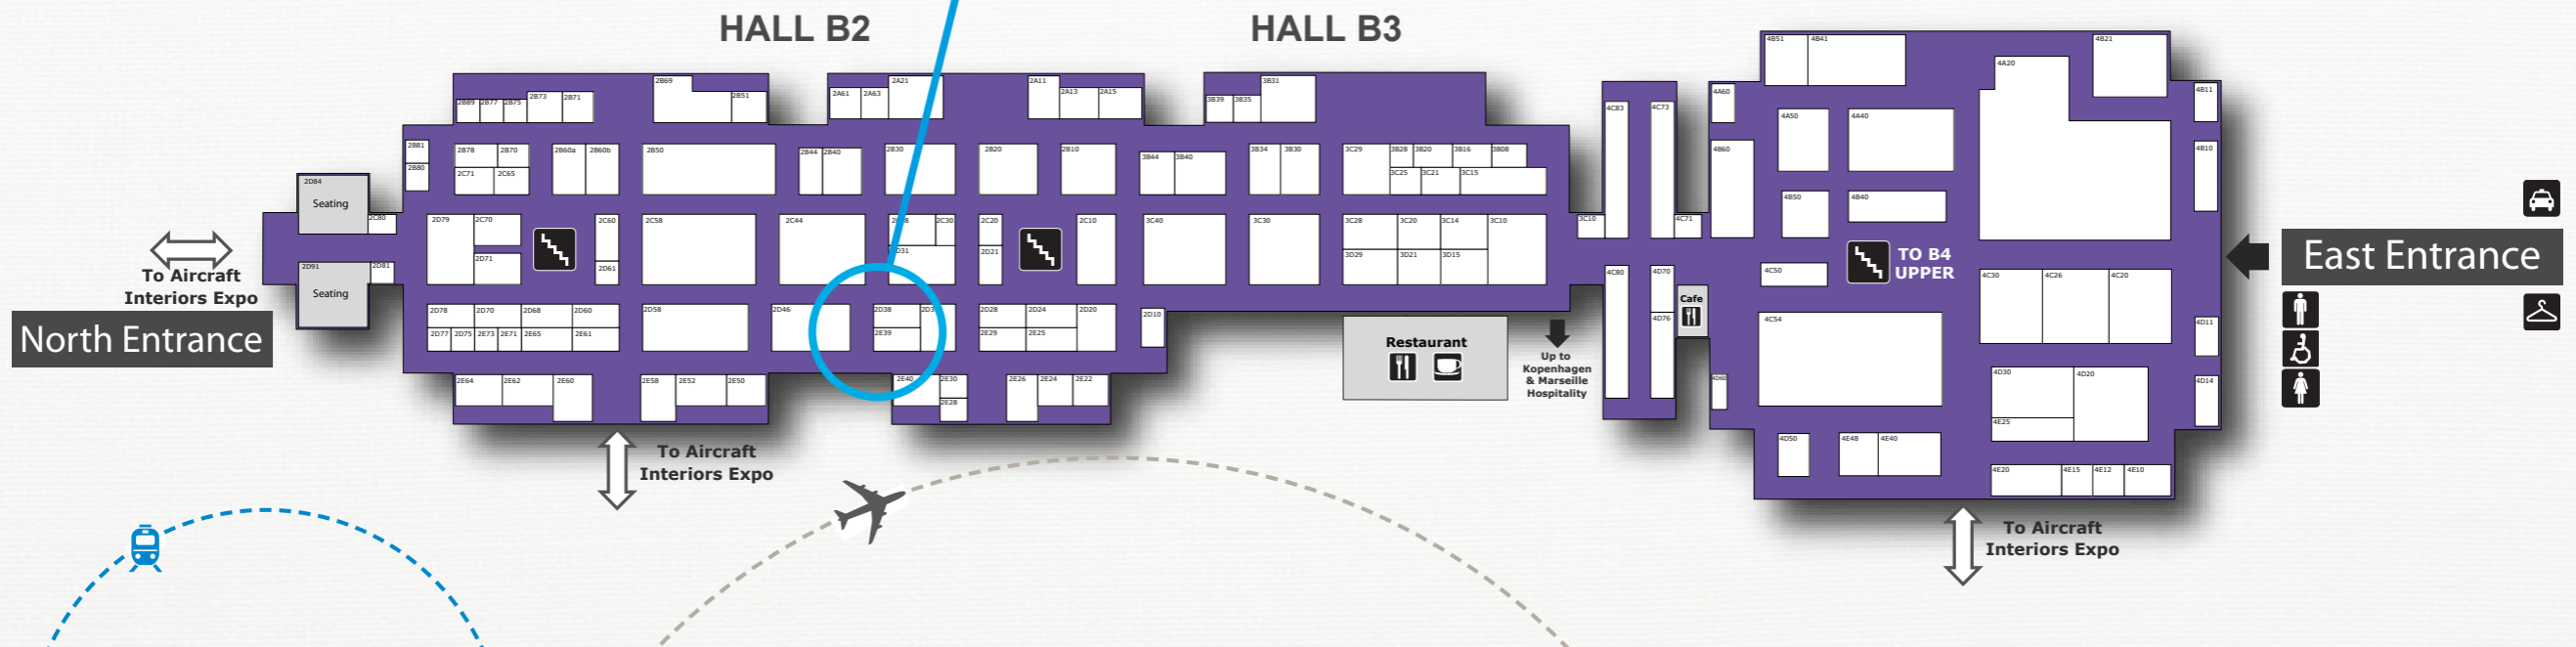 HALL B2
HALL B3
2B89 2B77 2B75 2B73 2B71
2B69
2B51
2A61 2A63 2A21
2A11 2A13 2A15
3B39 3B35 3B31
2B81
2B80
2B78 2B70
2C71 2C65
2B60a 2B60b
2B50
2B44 2B40
2B30
2B20
2B10
3B44 3B40
3B34 3B30
3C29
3B28 3B20 3B16 3B08
3C25 3C21 3C15
2D84
Seating
2C80
2D91
Seating
2D81
2D79 2C70
2D71
2C60
2D61
2C58
2C44
2C30
2D31
2C20
2D21
2C10
3C40
3C30
3C28 3C20 3C14 3C10
3D29 3D21 3D15
3C10
2D78 2D70 2D68 2D60
2D77 2D75 2E73 2E71 2E65 2E61
2D58
2D46
2D38
2E39
2D28 2D24 2D20
2E29 2E25
2D10
2E64 2E62 2E60
2E58 2E52 2E50
2E40 2E30
2E28
2E26 2E24 2E22
To Aircraft
Interiors Expo
North Entrance
To Aircraft
Interiors Expo
Restaurant
Up to
Kopenhagen
& Marseille
Hospitality
4C83
4C73
4C71
4C80
4D70
4D76
Cafe
4B51 4B41
4B21
4A20
4A60
4A50
4A40
4B11
4B60
4B10
4B50
4B40
TO B4
UPPER
4C50
4C30 4C26 4C20
4C54
4D11
4D60
4D30
4D20
4D14
4E25
4D50
4E48 4E40
4E20 4E15 4E12 4E10
East Entrance
To Aircraft
Interiors Expo